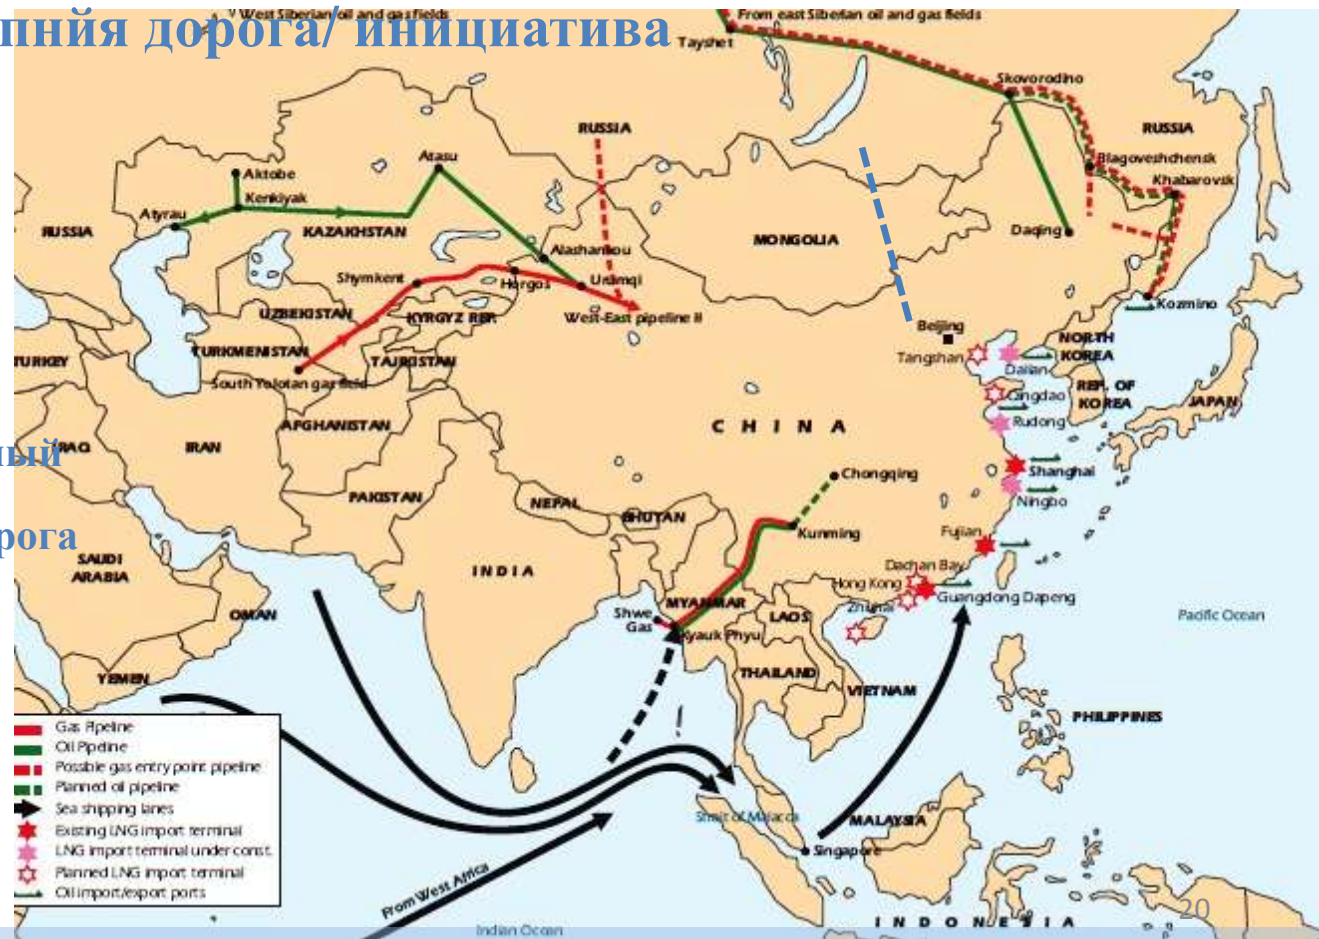 West Siberian oil and gas fields
From east Siberian oil and gas fields
пнйя дорога/ инициатива
Tayshet
Skovorodino
RUSSIA
RUSSIA
Atasu
Blagoveshchensk
Aktobe
Khabarovsk
Kenkiyak
Atyrau
RUSSIA
KAZAKHSTAN
MONGOLIA
Daqing
Alashankou
Shymkent
Horgos
Urümqi
Kozmino
UZBEKISTAN
KYRGYZ REP.
West-East pipeline II
Beijing
NORTH
KOREA
TURKMENISTAN
TAJIKISTAN
Tangshan
TURKEY
Dalian
South Yolotan gas field
REP. OF
KOREA
Qingdao
JAPAN
AFGHANISTAN
CHINA
Rudong
ный
IRAQ
IRAN
Shanghai
Chongqing
PAKISTAN
NEPAL
Ningbo
BHUTAN
рога
Kunming
Fujian
SAUDI
ARABIA
INDIA
Dachan Bay
Hong Kong
OMAN
MYANMAR
Guangdong Dapeng
Shwe
Gas
Zhuhai
LAOS
Pacific Ocean
Kyauk Phyu
YEMEN
THAILAND
VIETNAM
PHILIPPINES
Gas Pipeline
Oil Pipeline
Possible gas entry point pipeline
Planned oil pipeline
Sea shipping lanes
Existing LNG import terminal
LNG import terminal under const.
Planned LNG import terminal
Oil import/export ports
Strait of Malacca
MALAYSIA
Singapore
From West Africa
20
INDONESIA
Indian Ocean